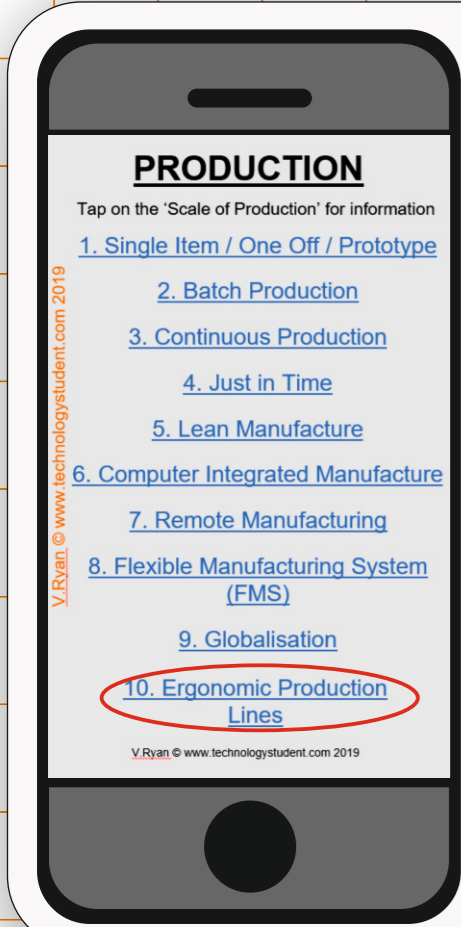 PRODUCTION
Tap on the 'Scale of Production' for information
1. Single Item / One Off / Prototype
2. Batch Production
3. Continuous Production
4. Just in Time
5. Lean Manufacture
6. Computer Integrated Manufacture
7. Remote Manufacturing
8. Flexible Manufacturing System
(FMS)
9. Globalisation
10. Ergonomic Production
Lines
V.Ryan © www.technologystudent.com 2019
V.Ryan © www.technologystudent.com 2019